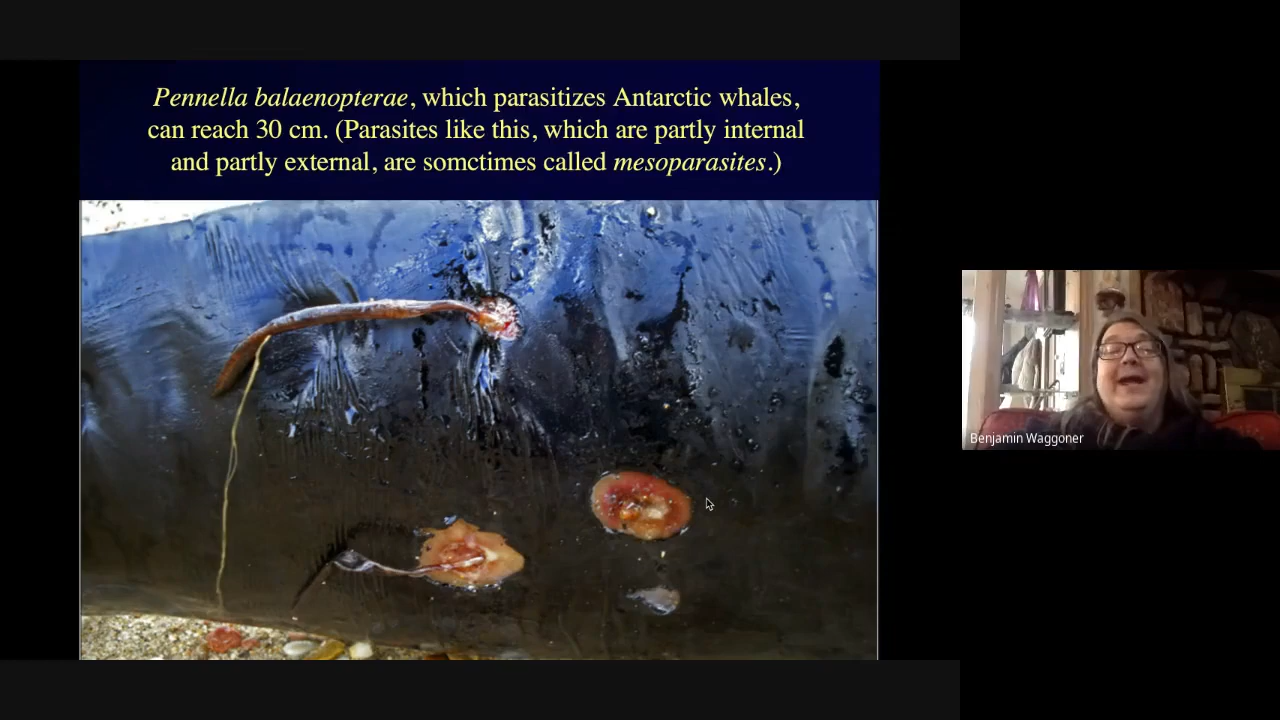 Pennella balaenopterae, which parasitizes Antarctic whales,
can reach 30 cm. (Parasites like this, which are partly internal
and partly external, are somctimes called mesoparasites.)
Benjamin Waggoner